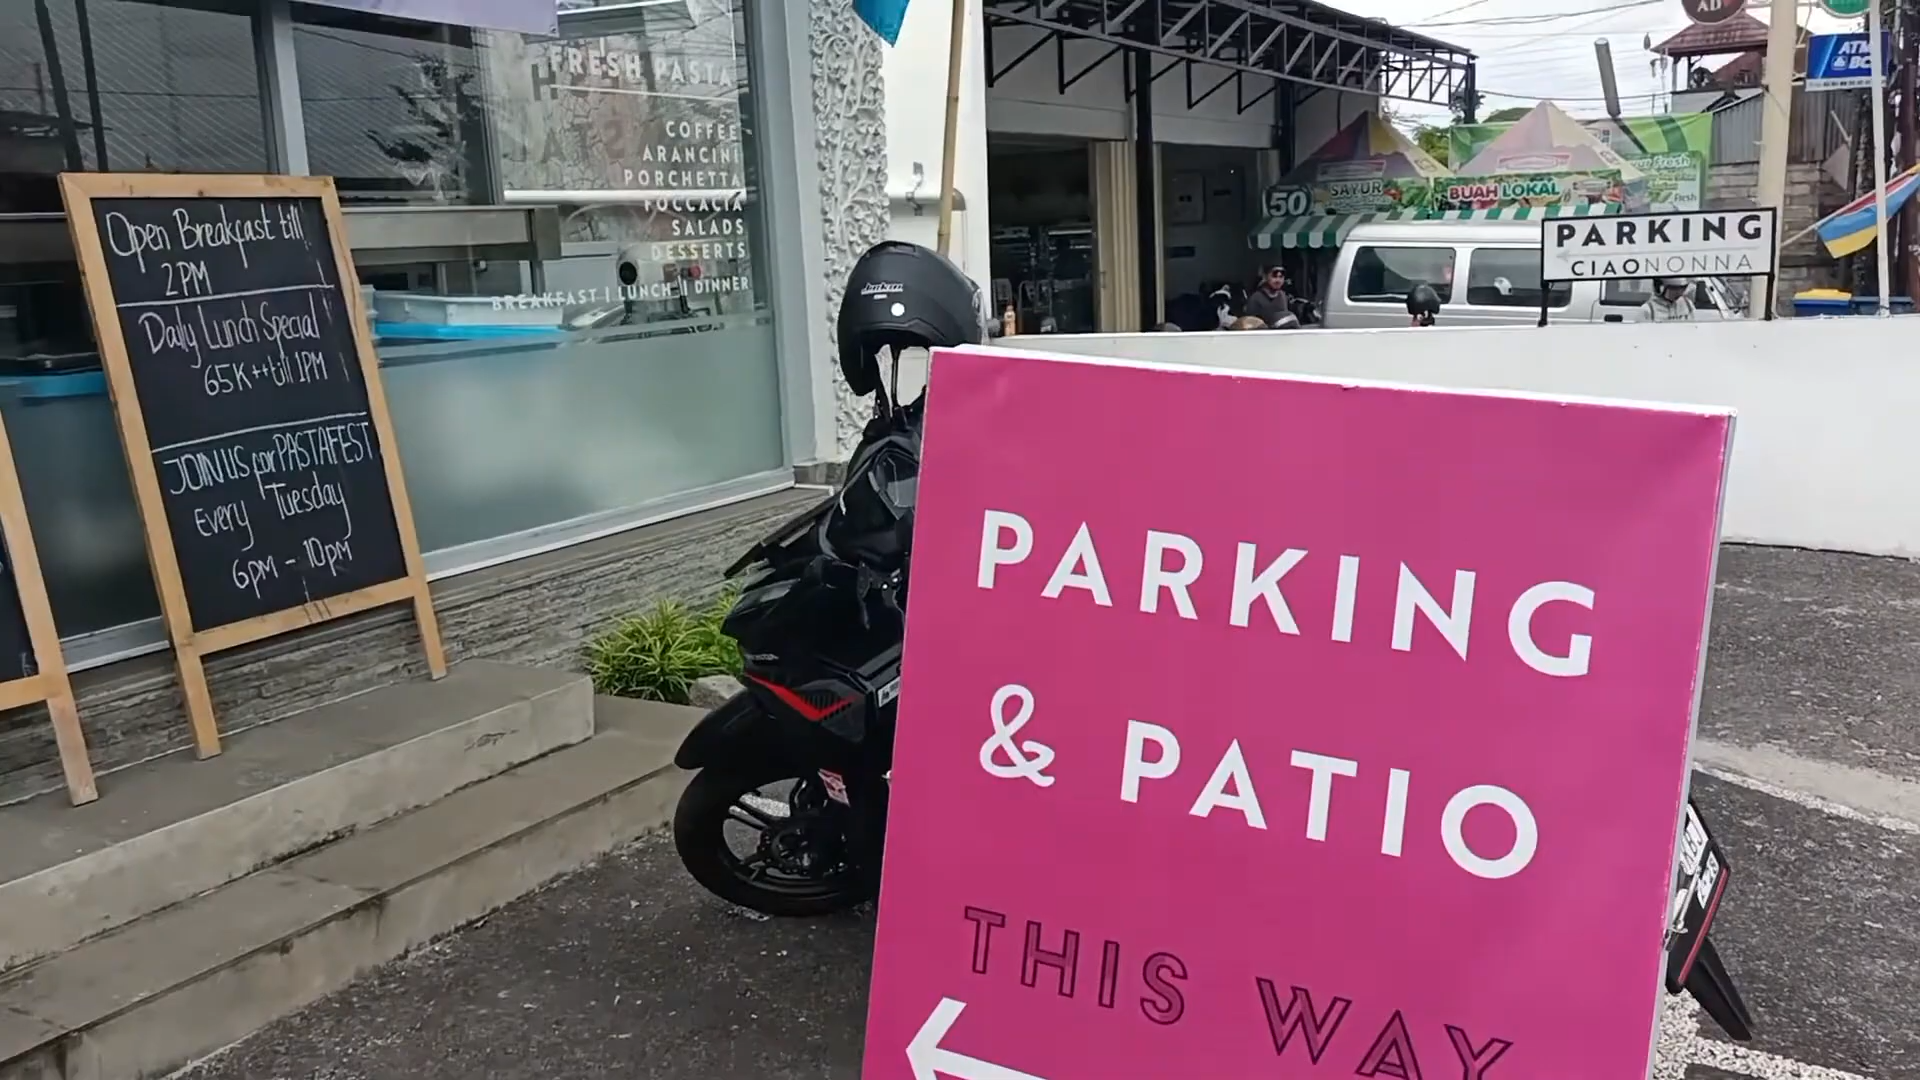 Open Breakfast till
2PM
Daily Lunch Special
65K++ till 1PM
JOIN US for PASTAFEST
Every Tuesday
6pm - 10pm
FRESH PASTA
COFFEE
ARANCINI
PORCHETTA
FOCCACIA
SALADS
DESSERTS
BREAKFAST | LUNCH | DINNER
50
SAYUR
BUAH LOKAL
Fresh
ATM
PARKING
CIAONONNA
PARKING
& PATIO
THIS WAY